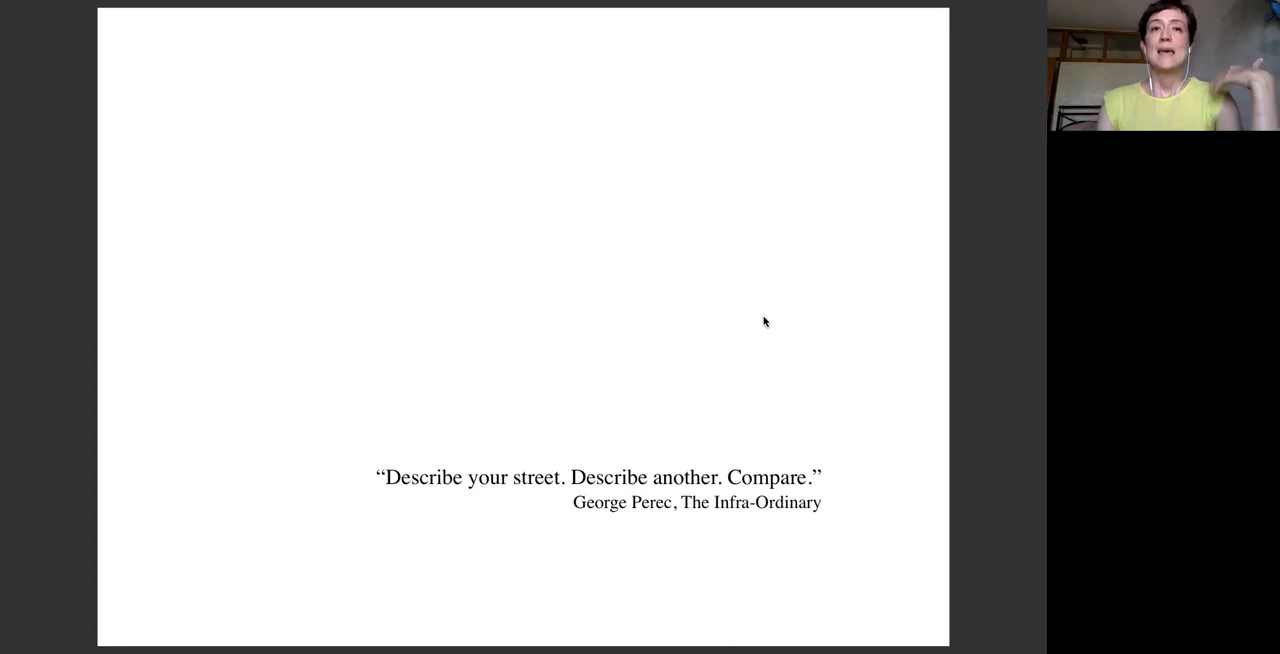 “Describe your street. Describe another. Compare.”
George Perec, The Infra-Ordinary